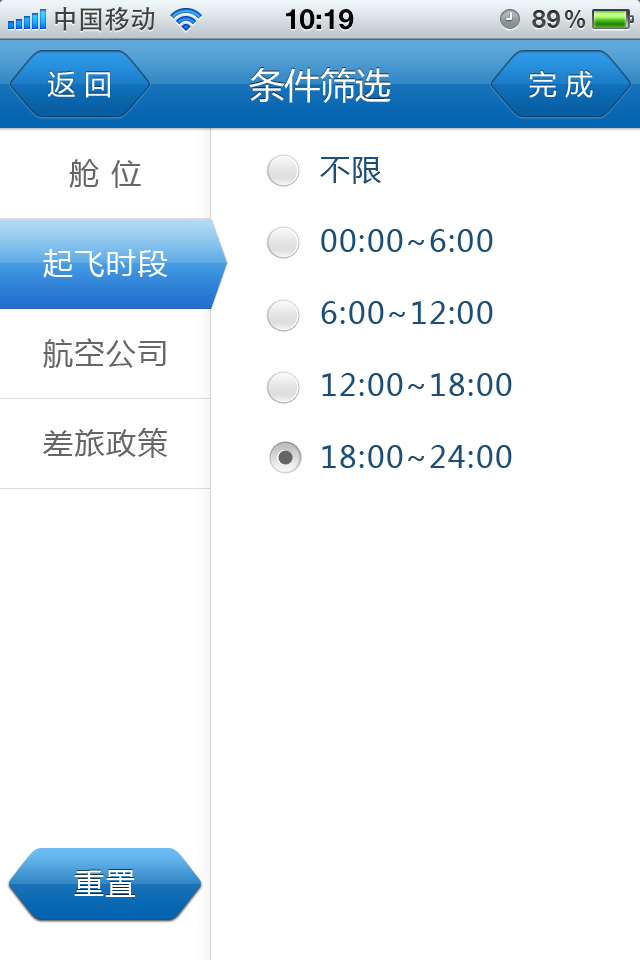 中国移动 10:19 89%
返回 条件筛选 完成
舱位
起飞时段
航空公司
差旅政策
不限
00:00~6:00
6:00~12:00
12:00~18:00
18:00~24:00
重置